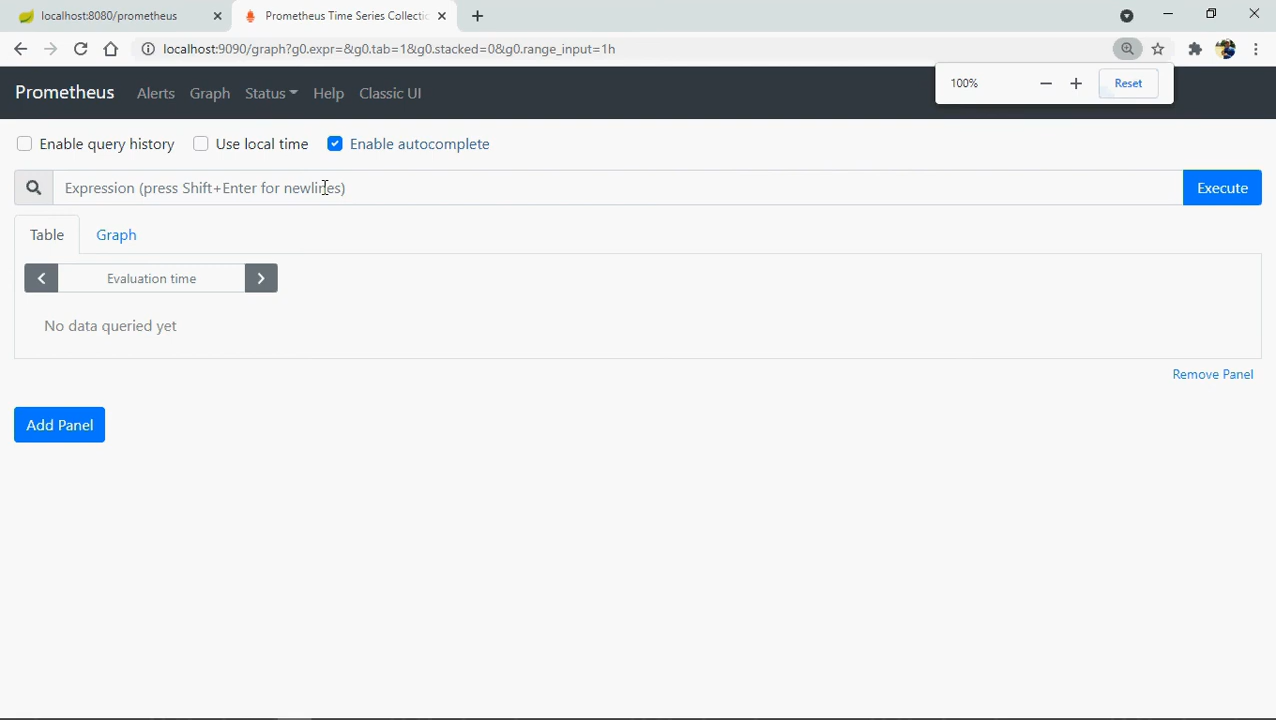 localhost:8080/prometheus
Prometheus Time Series Collectic
localhost:9090/graph?g0.expr=&g0.tab=1&g0.stacked=0&g0.range_input=1h
100%
Reset
Prometheus Alerts Graph Status Help Classic UI
Enable query history Use local time Enable autocomplete
Expression (press Shift+Enter for newlines) Execute
Table Graph
Evaluation time
No data queried yet
Remove Panel
Add Panel